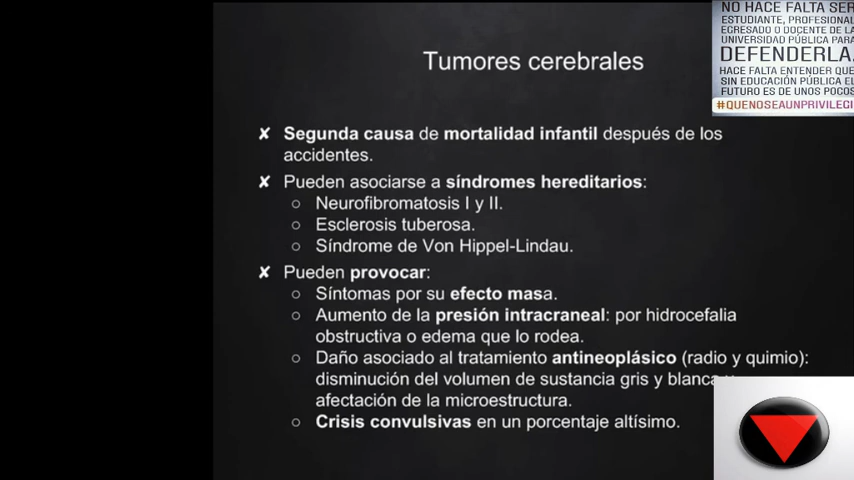 NO HACE FALTA SER
ESTUDIANTE, PROFESIONAL
EGRESADO O DOCENTE DE LA
UNIVERSIDAD PÚBLICA PARA
DEFENDERLA.
HACE FALTA ENTENDER QUE
SIN EDUCACIÓN PÚBLICA EL
FUTURO ES DE UNOS POCOS
#QUENOSEAUNPRIVILEGI
Tumores cerebrales
✘ Segunda causa de mortalidad infantil después de los
accidentes.
✘ Pueden asociarse a síndromes hereditarios:
○ Neurofibromatosis I y II.
○ Esclerosis tuberosa.
○ Síndrome de Von Hippel-Lindau.
✘ Pueden provocar:
○ Síntomas por su efecto masa.
○ Aumento de la presión intracraneal: por hidrocefalia
obstructiva o edema que lo rodea.
○ Daño asociado al tratamiento antineoplásico (radio y quimio):
disminución del volumen de sustancia gris y blanca y
afectación de la microestructura.
○ Crisis convulsivas en un porcentaje altísimo.